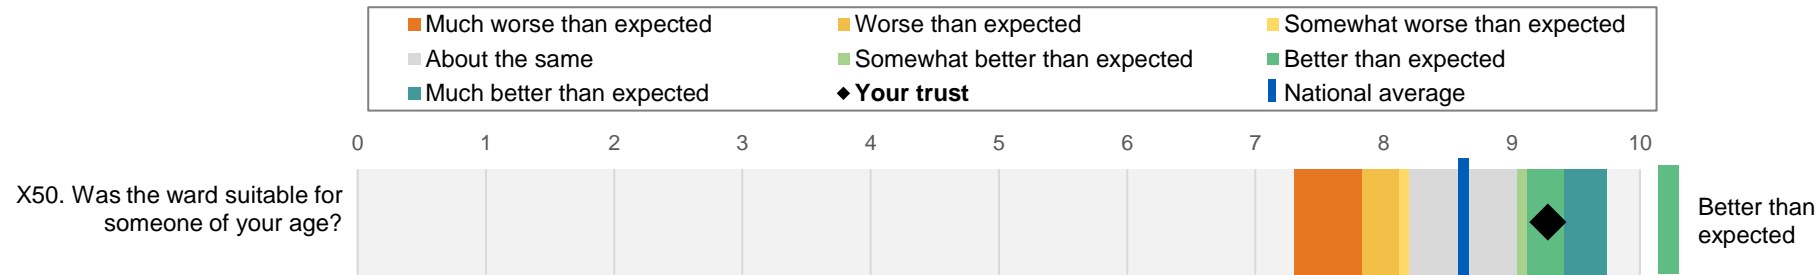 Much worse than expected Worse than expected Somewhat worse than expected
About the same Somewhat better than expected Better than expected
Much better than expected Your trust National average
0 1 2 3 4 5 6 7 8 9 10
X50. Was the ward suitable for
someone of your age?
Better than
expected